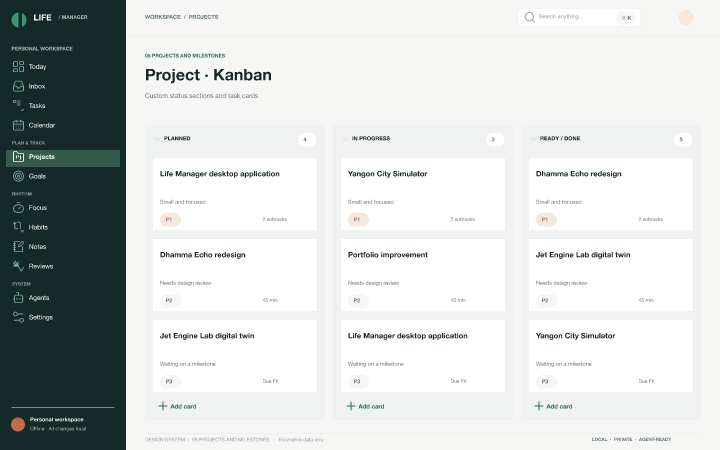 LIFE / MANAGER
PERSONAL WORKSPACE
Today
Inbox
Tasks
Calendar
PLAN & TRACK
Projects
Goals
RHYTHM
Focus
Habits
Notes
Reviews
SYSTEM
Agents
Settings
Personal workspace
Offline · All changes local
WORKSPACE / PROJECTS
Search anything...
⌘ K
05 PROJECTS AND MILESTONES
Project · Kanban
Custom status sections and task cards
PLANNED 4
Life Manager desktop application
Small and focused
P1 2 subtasks
Dhamma Echo redesign
Needs design review
P2 45 min
Jet Engine Lab digital twin
Waiting on a milestone
P3 Due Fri
Add card
IN PROGRESS 3
Yangon City Simulator
Small and focused
P1 2 subtasks
Portfolio improvement
Needs design review
P2 45 min
Life Manager desktop application
Waiting on a milestone
P3 Due Fri
Add card
READY / DONE 5
Dhamma Echo redesign
Small and focused
P1 2 subtasks
Jet Engine Lab digital twin
Needs design review
P2 45 min
Yangon City Simulator
Waiting on a milestone
P3 Due Fri
Add card
DESIGN SYSTEM / 05 PROJECTS AND MILESTONES · Illustrative data only
LOCAL · PRIVATE · AGENT-READY